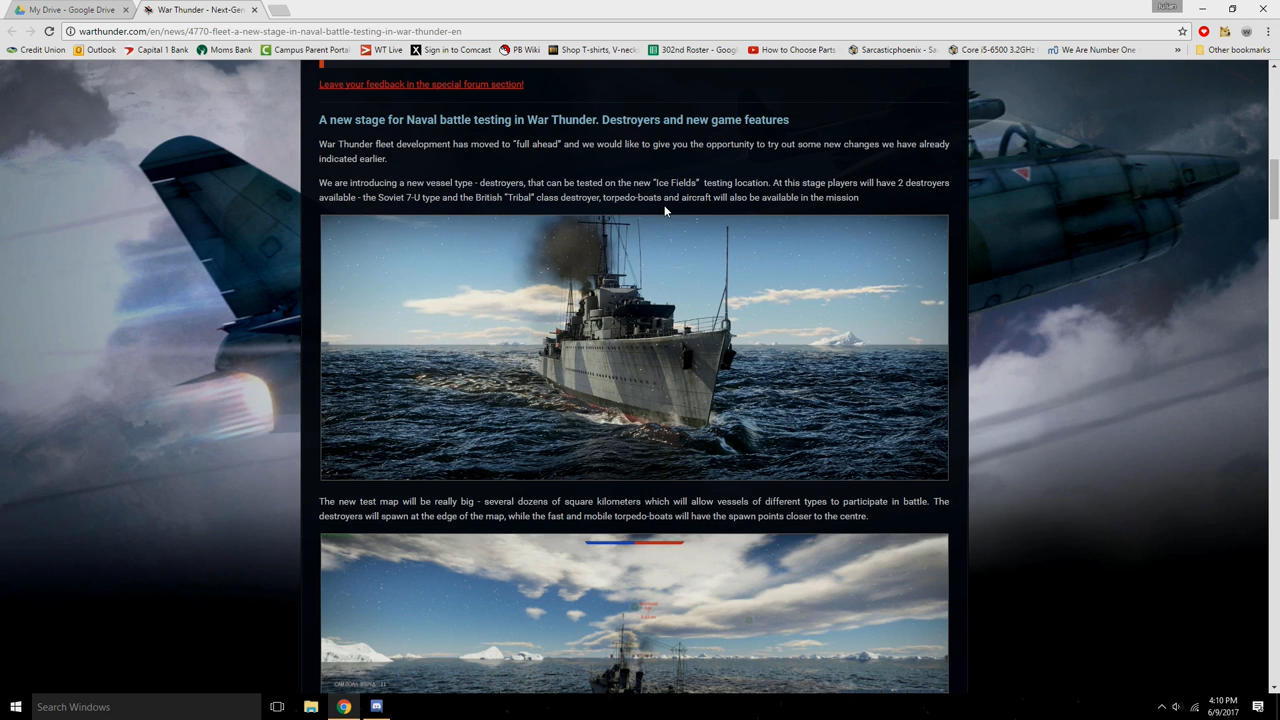 My Drive - Google Drive
War Thunder - Next-Gen
Julian
warthunder.com/en/news/4770-fleet-a-new-stage-in-naval-battle-testing-in-war-thunder-en
Credit Union
Outlook
Capital 1 Bank
Moms Bank
Campus Parent Portal
WT Live
Sign in to Comcast
PB Wiki
Shop T-shirts, V-necks
302nd Roster - Googl
How to Choose Parts
Sarcasticphoenix -
Core i5-6500 3.2GHz
We Are Number One
» Other bookmarks
Leave your feedback in the special forum section!
A new stage for Naval battle testing in War Thunder. Destroyers and new game features
War Thunder fleet development has moved to "full ahead" and we would like to give you the opportunity to try out some new changes we have already
indicated earlier.
We are introducing a new vessel type - destroyers, that can be tested on the new "Ice Fields" testing location. At this stage players will have 2 destroyers
available - the Soviet 7-U type and the British "Tribal" class destroyer, torpedo-boats and aircraft will also be available in the mission
The new test map will be really big - several dozens of square kilometers which will allow vessels of different types to participate in battle. The
destroyers will spawn at the edge of the map, while the fast and mobile torpedo-boats will have the spawn points closer to the centre.
Search Windows
4:10 PM
6/9/2017